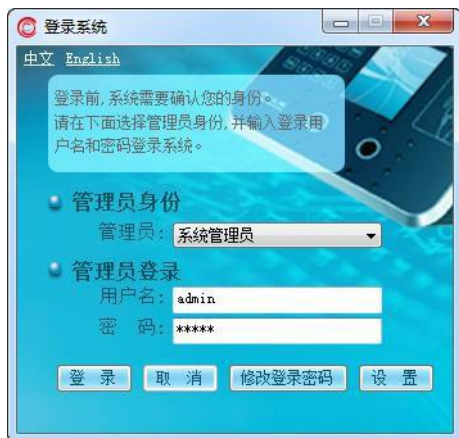 登录系统
中文 English
登录前,系统需要确认您的身份。
请在下面选择管理员身份,并输入登录用
户名和密码登录系统。
管理员身份
管理员: 系统管理员
管理员登录
用户名: admin
密 码: *****
登 录 取 消 修改登录密码 设 置